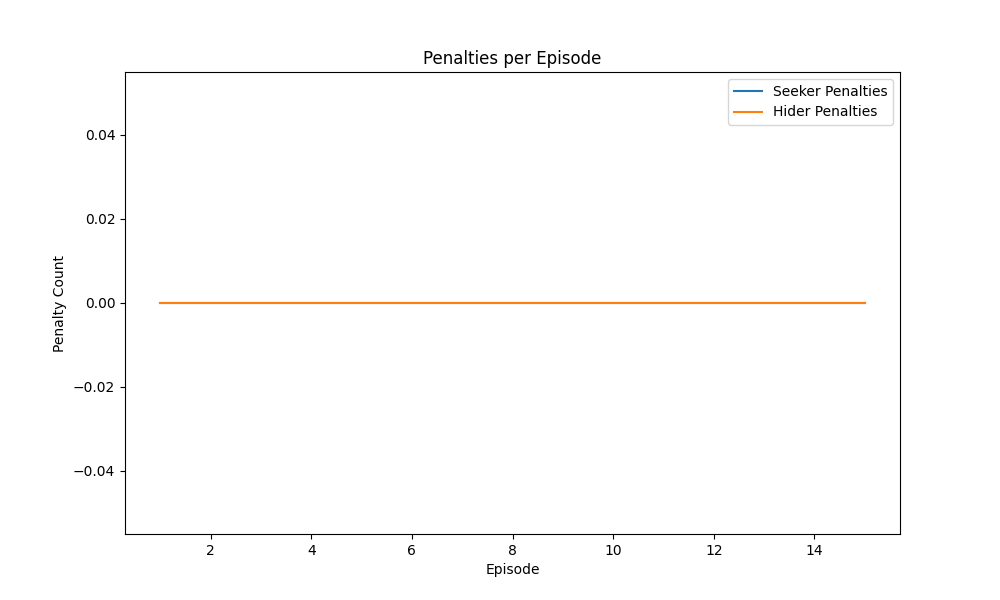 Penalties per Episode
Seeker Penalties
Hider Penalties
0.04
0.02
0.00
−0.02
−0.04
Penalty Count
2 4 6 8 10 12 14
Episode